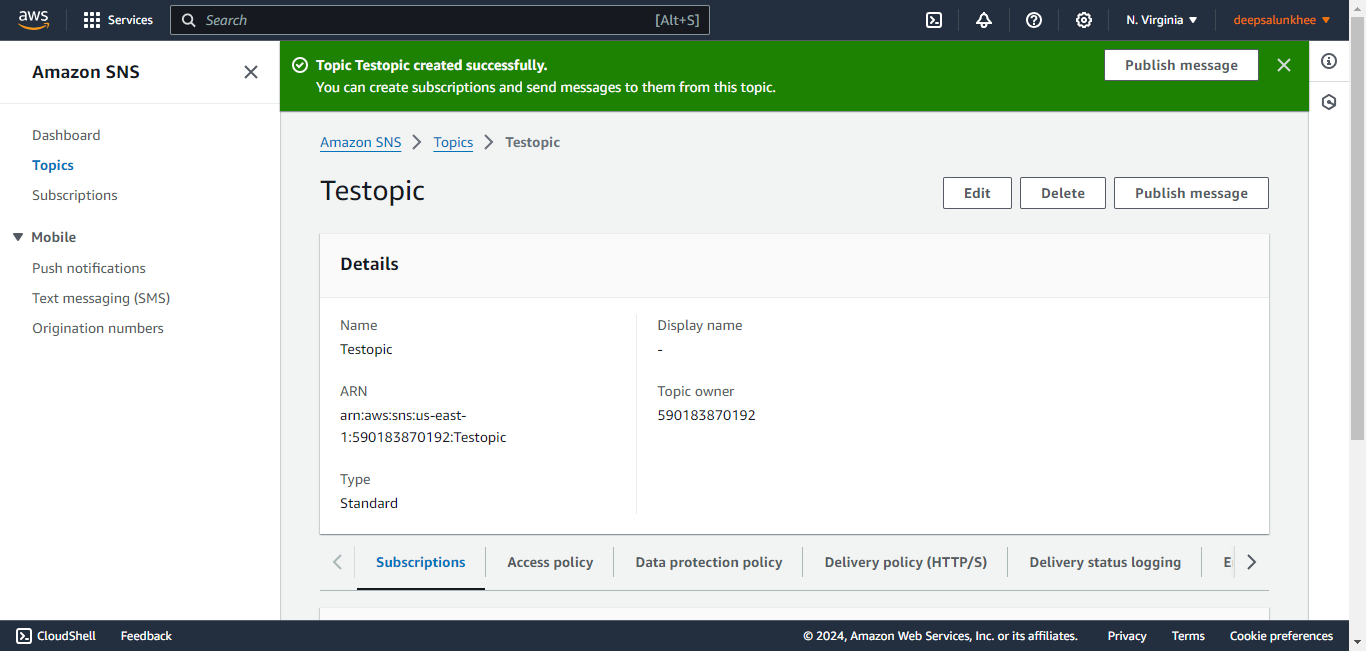 aws
Services
Search
[Alt+S]
N. Virginia
deepsalunkhee
Amazon SNS
Dashboard
Topics
Subscriptions
Mobile
Push notifications
Text messaging (SMS)
Origination numbers
Topic Testopic created successfully.
You can create subscriptions and send messages to them from this topic.
Publish message
Amazon SNS
Topics
Testopic
Testopic
Edit
Delete
Publish message
Details
Name
Testopic
ARN
arn:aws:sns:us-east-
1:590183870192:Testopic
Type
Standard
Display name
-
Topic owner
590183870192
Subscriptions
Access policy
Data protection policy
Delivery policy (HTTP/S)
Delivery status logging
CloudShell
Feedback
© 2024, Amazon Web Services, Inc. or its affiliates.
Privacy
Terms
Cookie preferences